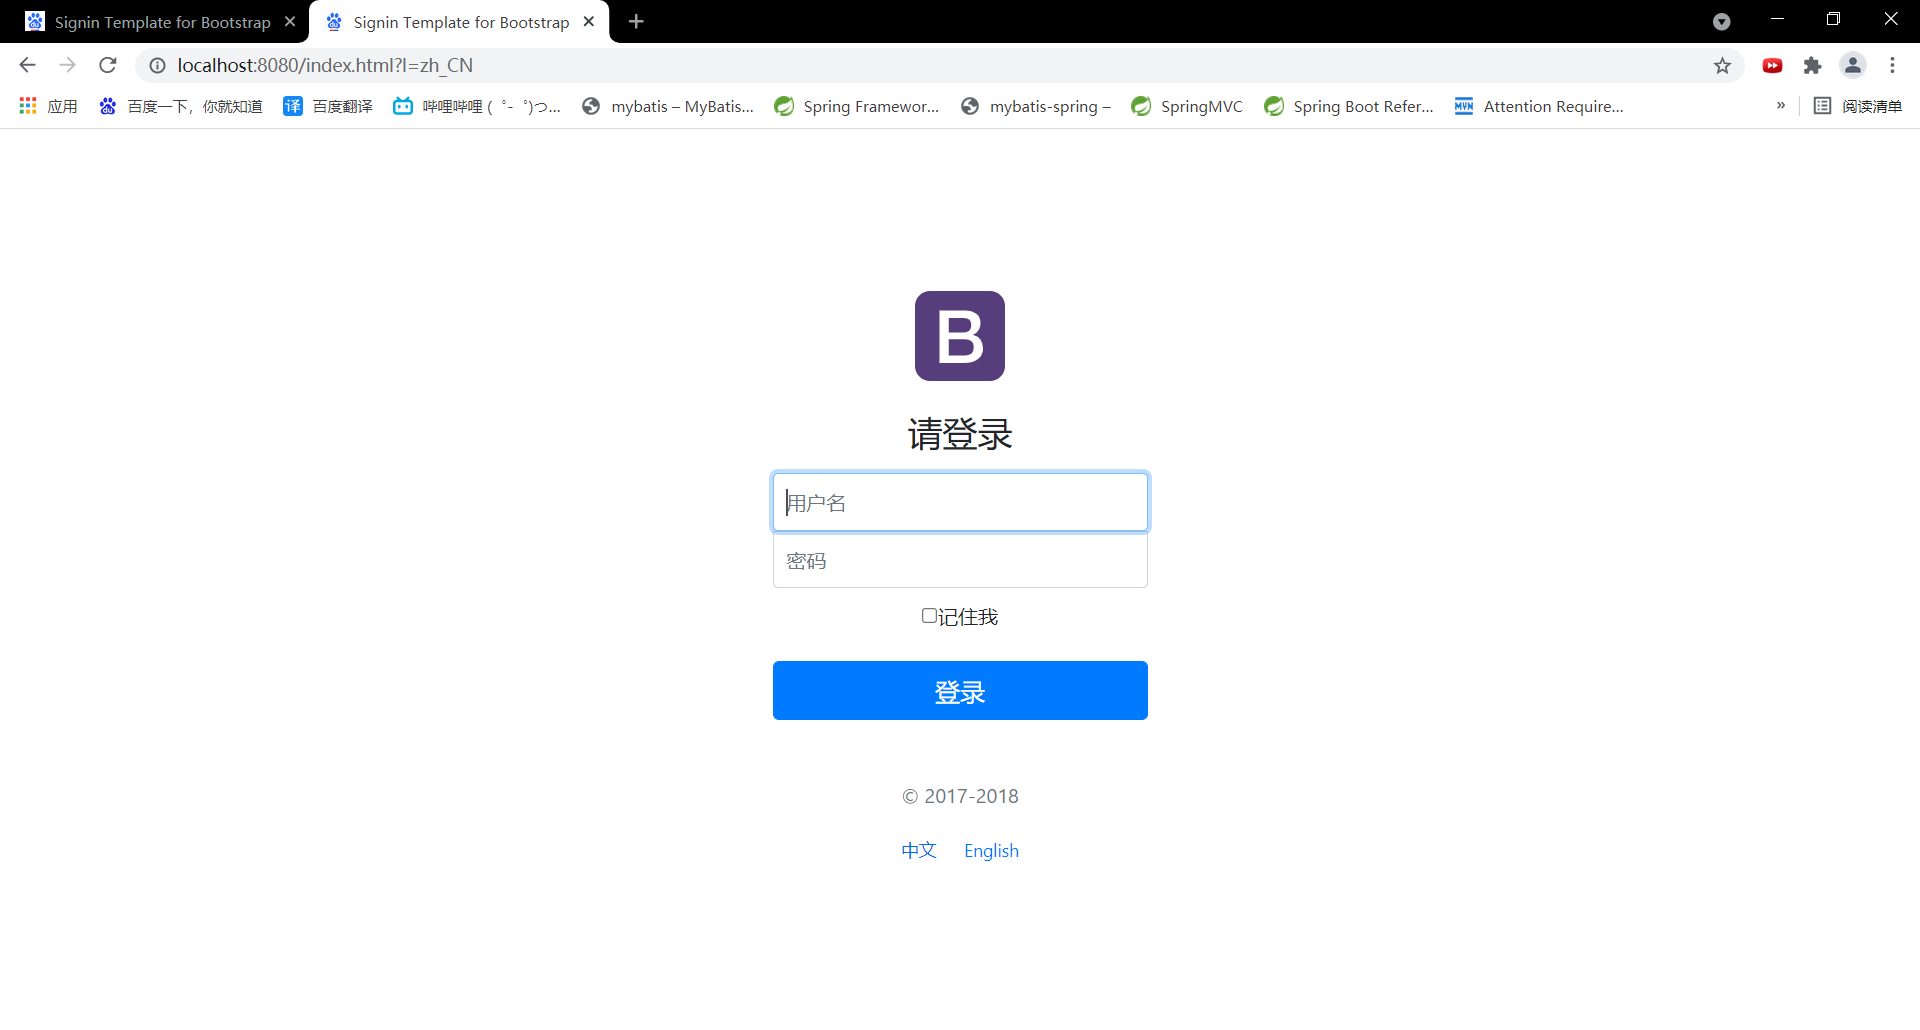 Signin Template for Bootstrap
Signin Template for Bootstrap
localhost:8080/index.html?l=zh_CN
应用
百度一下，你就知道
译
百度翻译
哔哩哔哩 (゜-゜)つ...
mybatis – MyBatis...
Spring Framewor...
mybatis-spring –
SpringMVC
Spring Boot Refer...
MVN
Attention Require...
»
阅读清单
B
请登录
用户名
密码
记住我
登录
© 2017-2018
中文 English